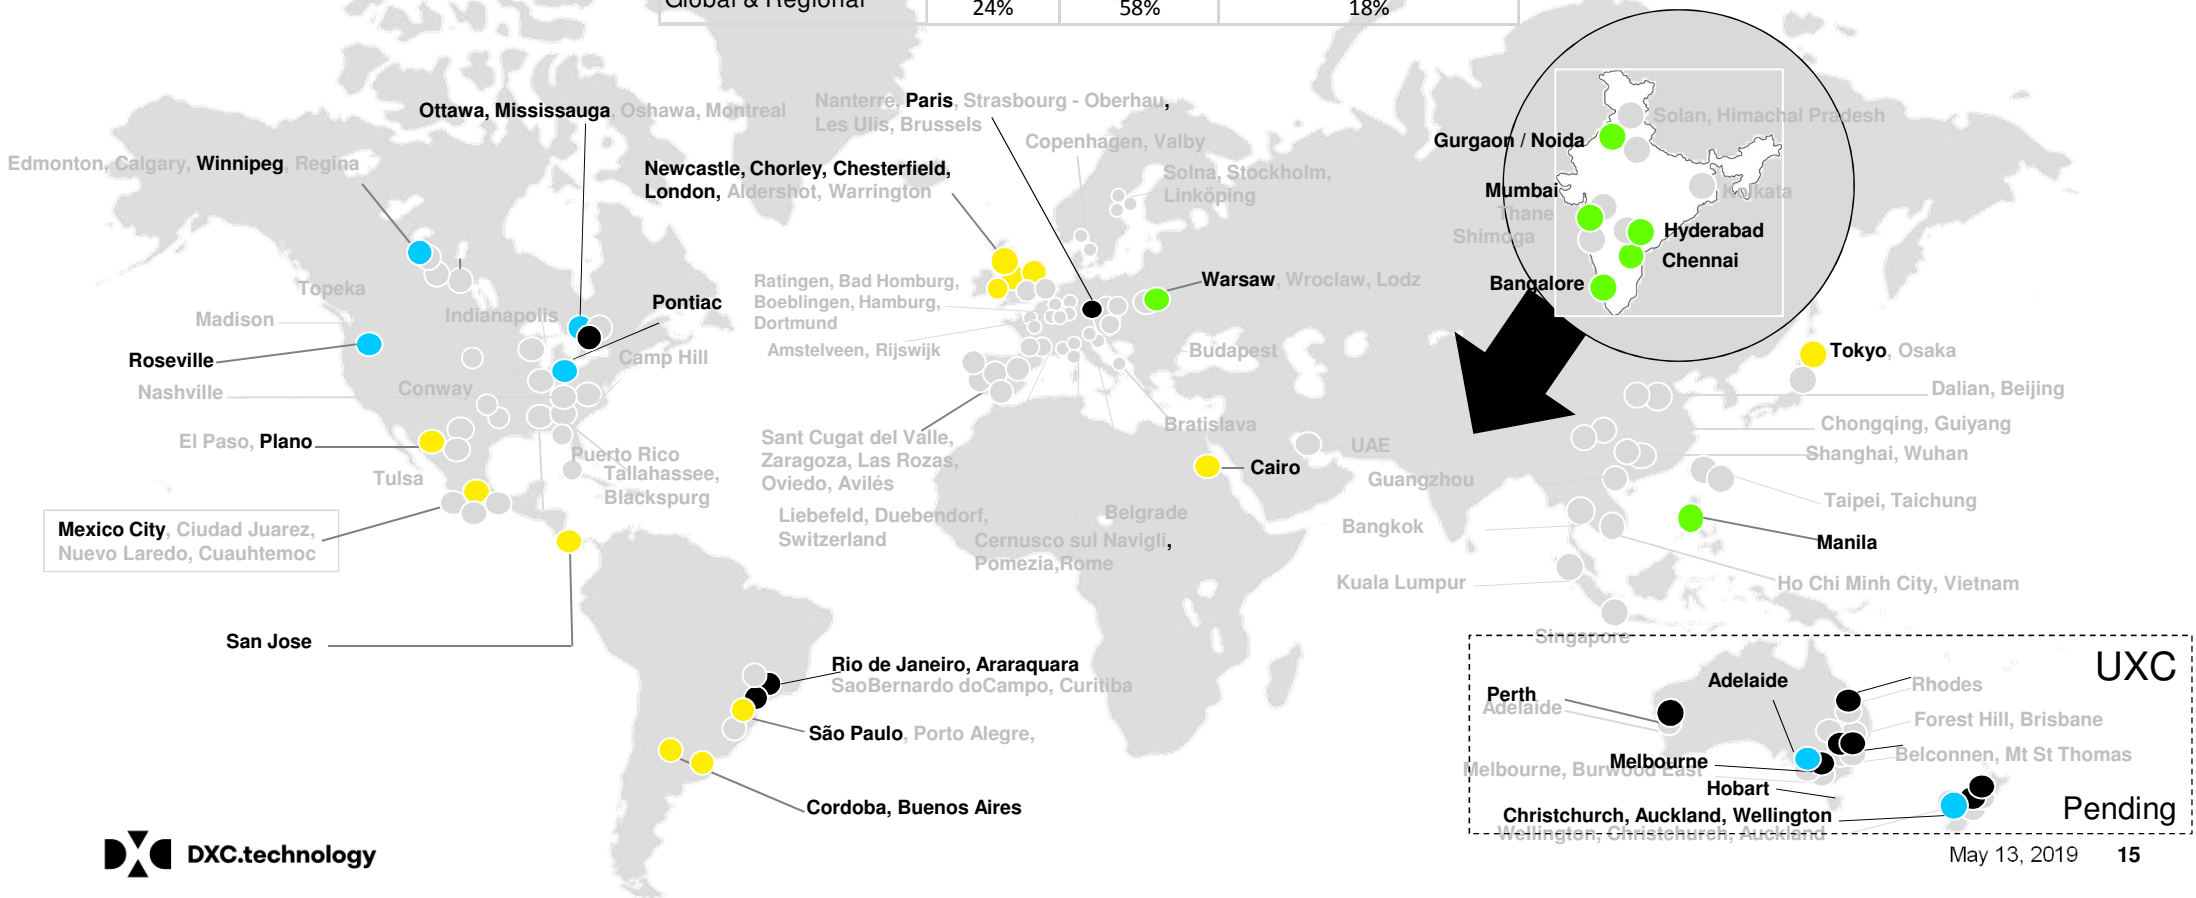 Global & Regional 24% 58% 18%
Ottawa, Mississauga, Oshawa, Montreal
Edmonton, Calgary, Winnipeg, Regina
Nanterre, Paris, Strasbourg - Oberhau,
Les Ulis, Brussels
Copenhagen, Valby
Newcastle, Chorley, Chesterfield,
London, Aldershot, Warrington
Solna, Stockholm,
Linköping
Solan, Himachal Pradesh
Gurgaon / Noida
Mumbai
Kolkata
Thane
Shimoga
Hyderabad
Chennai
Bangalore
Topeka
Madison
Indianapolis
Pontiac
Roseville
Camp Hill
Nashville
Conway
El Paso, Plano
Tulsa
Puerto Rico
Tallahassee,
Blackspurg
Mexico City, Ciudad Juarez,
Nuevo Laredo, Cuauhtemoc
San Jose
Ratingen, Bad Homburg,
Boeblingen, Hamburg,
Dortmund
Amstelveen, Rijswijk
Warsaw, Wroclaw, Lodz
Budapest
Bratislava
Sant Cugat del Valle,
Zaragoza, Las Rozas,
Oviedo, Avilés
Liebefeld, Duebendorf,
Switzerland
Belgrade
Cernusco sul Navigli,
Pomezia,Rome
Cairo
UAE
Tokyo, Osaka
Dalian, Beijing
Chongqing, Guiyang
Shanghai, Wuhan
Guangzhou
Taipei, Taichung
Bangkok
Manila
Kuala Lumpur
Ho Chi Minh City, Vietnam
Singapore
Rio de Janeiro, Araraquara
SaoBernardo doCampo, Curitiba
São Paulo, Porto Alegre,
Cordoba, Buenos Aires
UXC
Perth
Adelaide
Adelaide
Rhodes
Forest Hill, Brisbane
Belconnen, Mt St Thomas
Melbourne
Melbourne, Burwood East
Hobart
Christchurch, Auckland, Wellington
Wellington, Christchurch, Auckland
Pending
DXC.technology
May 13, 2019 15